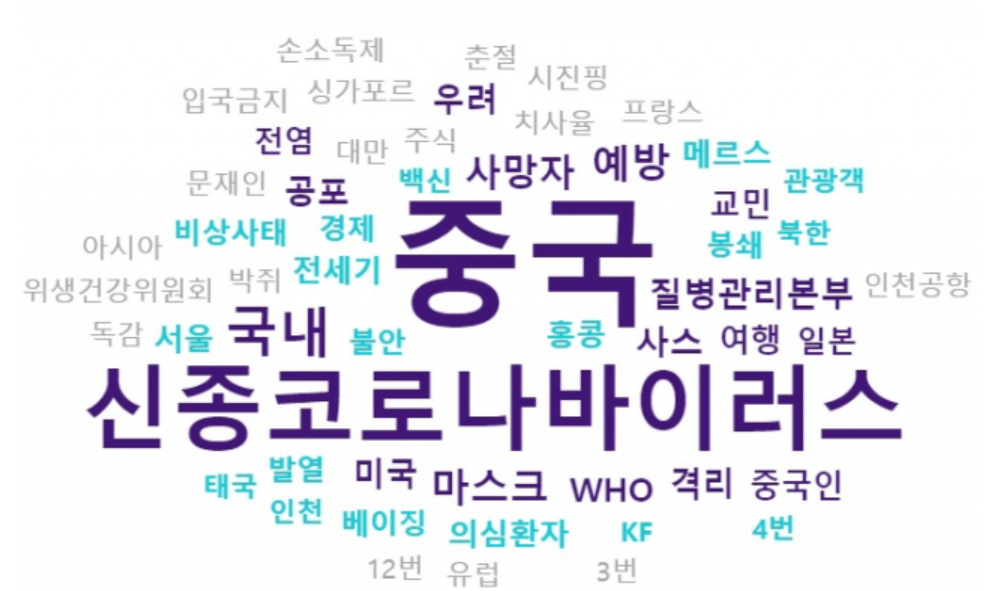 손소독제 춘절
시진핑
입국금지 싱가포르 우려
치사율 프랑스
전염 대만 주식
사망자 예방 메르스
문재인 공포 백신 관광객
교민
비상사태 경제 중국 봉쇄 북한
아시아
위생건강위원회 박쥐 전세기 질병관리본부 인천공항
독감 서울 국내 불안 홍콩 사스 여행 일본
신종코로나바이러스
태국 발열 미국 마스크 WHO 격리 중국인
인천 베이징 의심환자 KF 4번
12번 유럽 3번